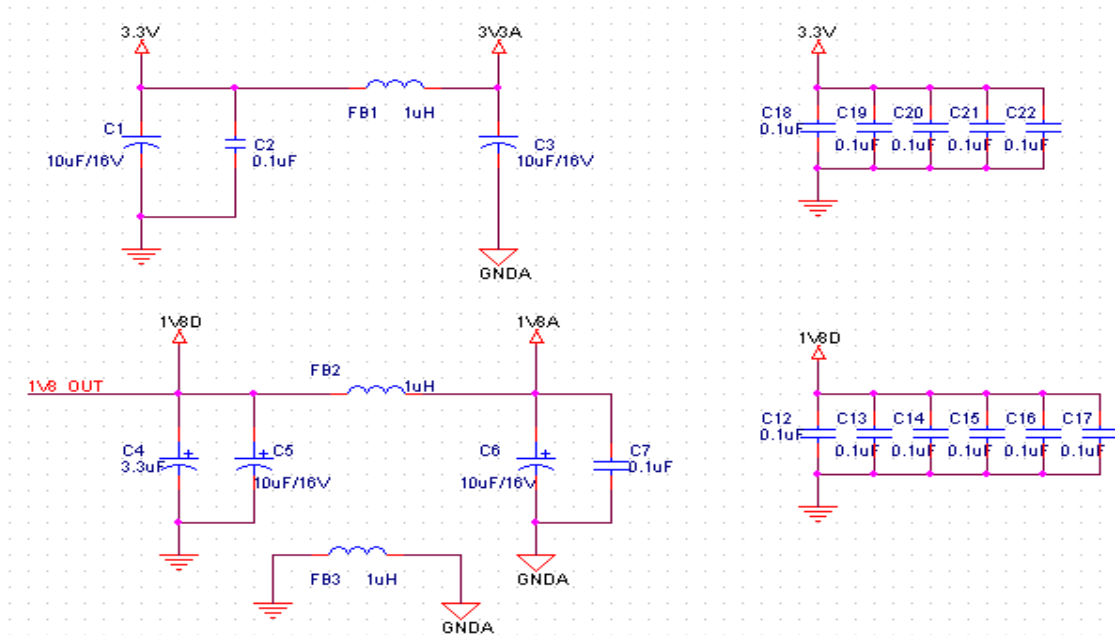 3.3V
3V3A
3.3V
FB1 1uH
C1
10uF/16V
C2
0.1uF
C3
10uF/16V
C18
0.1uF
C19
0.1uF
C20
0.1uF
C21
0.1uF
C22
0.1uF
GNDA
1V8D
1V8A
1V8D
1V8_OUT
FB2
1uH
C4
3.3uF
C5
10uF/16V
C6
10uF/16V
C7
0.1uF
C12
0.1uF
C13
0.1uF
C14
0.1uF
C15
0.1uF
C16
0.1uF
C17
0.1uF
FB3 1uH
GNDA
GNDA